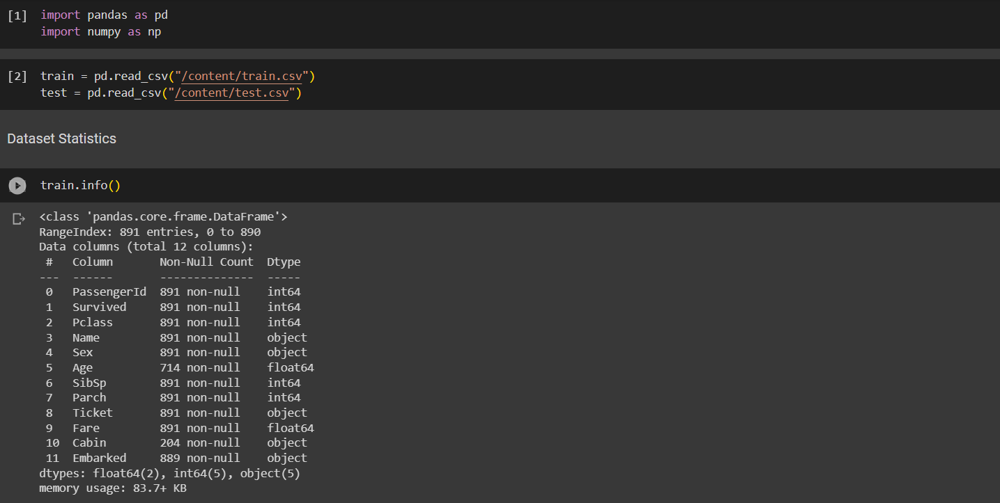 [1] import pandas as pd
import numpy as np
[2] train = pd.read_csv("/content/train.csv")
test = pd.read_csv("/content/test.csv")
Dataset Statistics
train.info()
<class 'pandas.core.frame.DataFrame'>
RangeIndex: 891 entries, 0 to 890
Data columns (total 12 columns):
 #   Column       Non-Null Count  Dtype
---  ------       --------------  -----
 0   PassengerId  891 non-null    int64
 1   Survived     891 non-null    int64
 2   Pclass       891 non-null    int64
 3   Name         891 non-null    object
 4   Sex          891 non-null    object
 5   Age          714 non-null    float64
 6   SibSp        891 non-null    int64
 7   Parch        891 non-null    int64
 8   Ticket       891 non-null    object
 9   Fare         891 non-null    float64
 10  Cabin        204 non-null    object
 11  Embarked     889 non-null    object
dtypes: float64(2), int64(5), object(5)
memory usage: 83.7+ KB